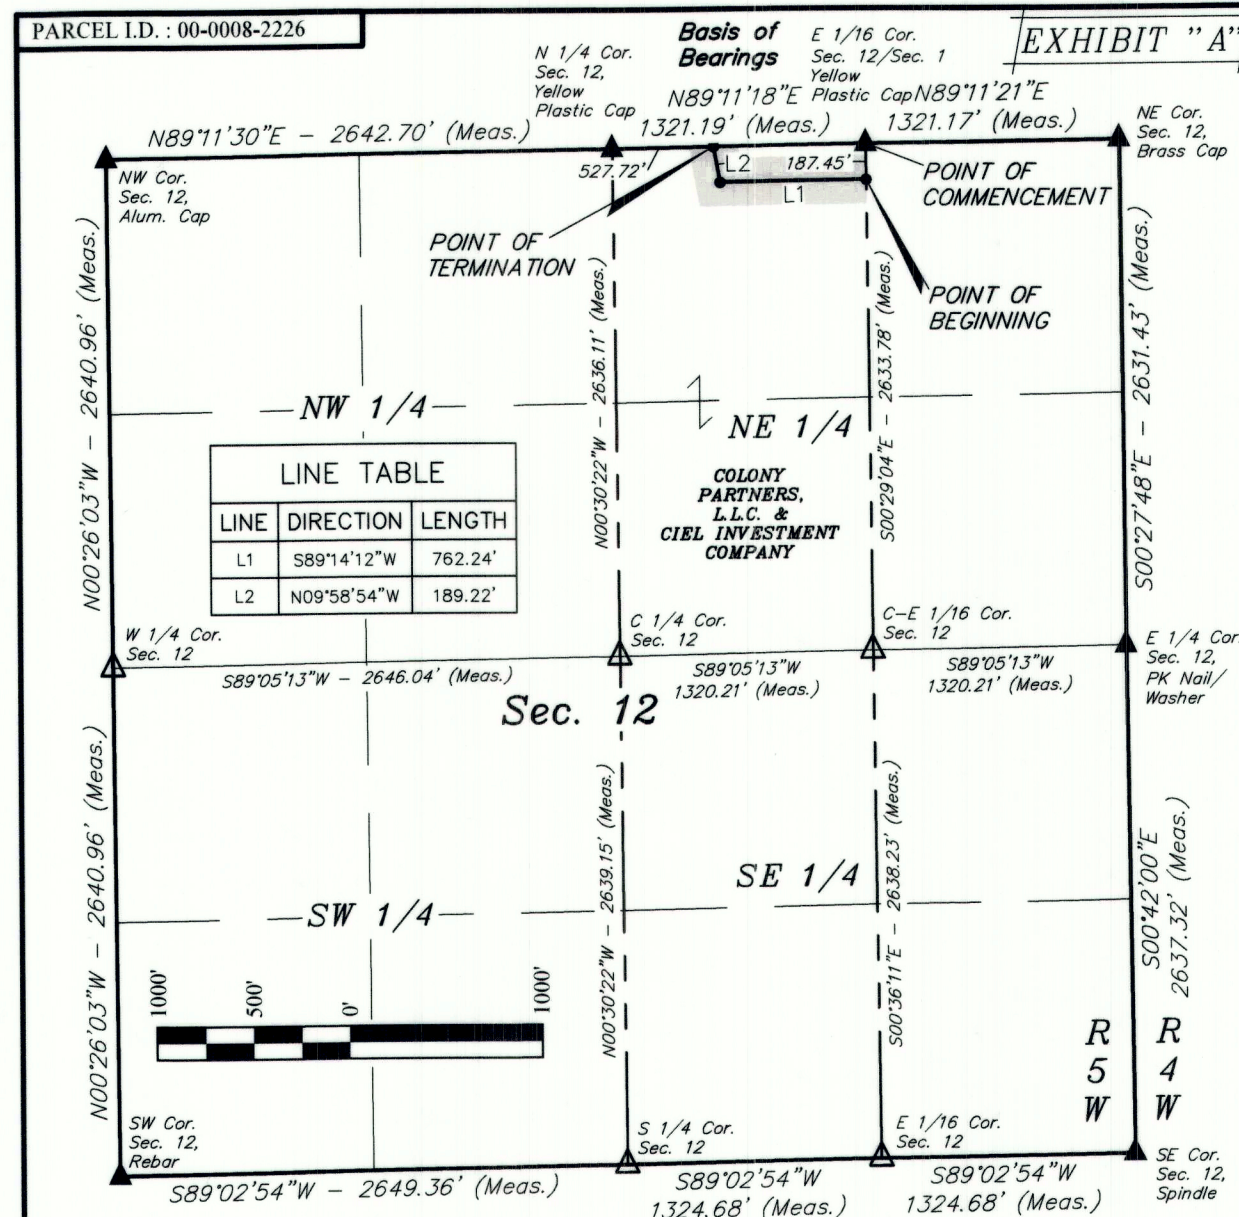 PARCEL I.D. : 00-0008-2226
EXHIBIT "A"
Basis of
Bearings
N 1/4 Cor.
Sec. 12,
Yellow
Plastic Cap
E 1/16 Cor.
Sec. 12/Sec. 1
Yellow
Plastic Cap
N89°11'30"E - 2642.70' (Meas.)
N89°11'18"E
1321.19' (Meas.)
N89°11'21"E
1321.17' (Meas.)
NE Cor.
Sec. 12,
Brass Cap
NW Cor.
Sec. 12,
Alum. Cap
527.72'
L2
187.45'
L1
POINT OF
COMMENCEMENT
POINT OF
TERMINATION
POINT OF
BEGINNING
N00°26'03"W - 2640.96' (Meas.)
N00°30'22"W - 2636.11' (Meas.)
S00°29'04"E - 2633.78' (Meas.)
S00°27'48"E - 2631.43' (Meas.)
NW 1/4
NE 1/4
COLONY
PARTNERS,
L.L.C. &
CIEL INVESTMENT
COMPANY
LINE TABLE
LINE DIRECTION LENGTH
L1 S89°14'12"W 762.24'
L2 N09°58'54"W 189.22'
W 1/4 Cor.
Sec. 12
C 1/4 Cor.
Sec. 12
C-E 1/16 Cor.
Sec. 12
E 1/4 Cor.
Sec. 12,
PK Nail/
Washer
S89°05'13"W - 2646.04' (Meas.)
S89°05'13"W
1320.21' (Meas.)
S89°05'13"W
1320.21' (Meas.)
Sec. 12
N00°26'03"W - 2640.96' (Meas.)
N00°30'22"W - 2639.15' (Meas.)
S00°36'11"E - 2638.23' (Meas.)
S00°42'00"E
2637.32' (Meas.)
SW 1/4
SE 1/4
1000'
500'
0'
1000'
R
5
W
R
4
W
SW Cor.
Sec. 12,
Rebar
S 1/4 Cor.
Sec. 12
E 1/16 Cor.
Sec. 12
SE Cor.
Sec. 12,
Spindle
S89°02'54"W - 2649.36' (Meas.)
S89°02'54"W
1324.68' (Meas.)
S89°02'54"W
1324.68' (Meas.)